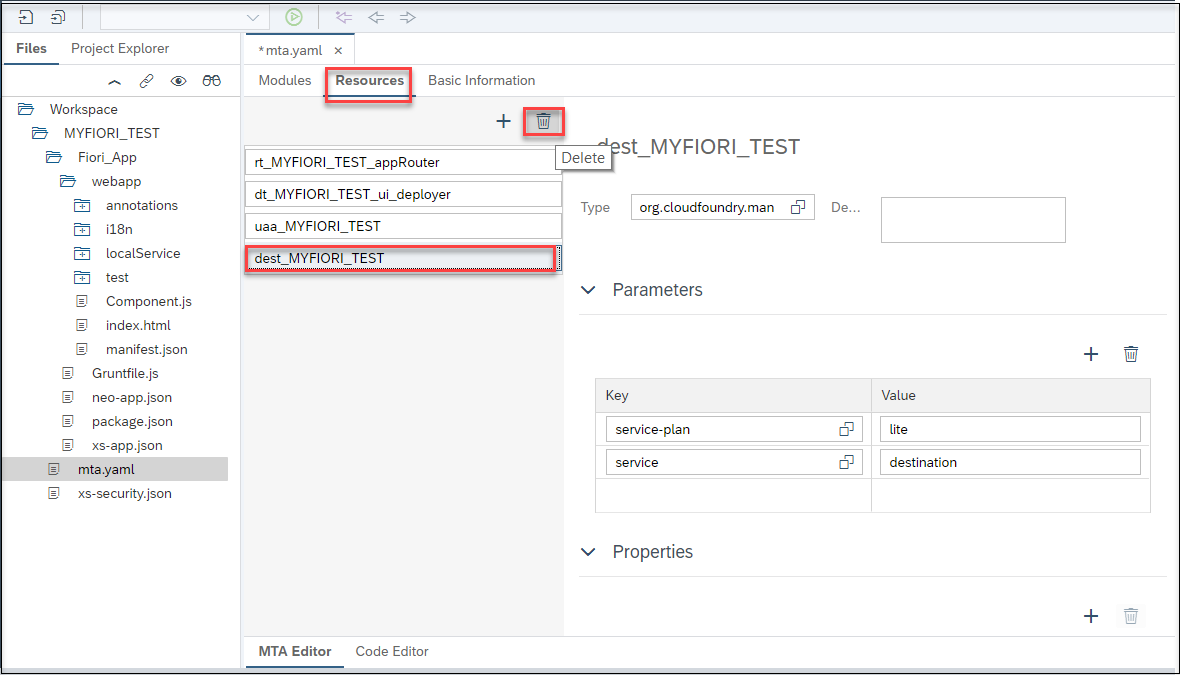 Files
Project Explorer
*mta.yaml ×
Modules
Resources
Basic Information
Workspace
MYFIORI_TEST
Fiori_App
webapp
annotations
i18n
localService
test
Component.js
index.html
manifest.json
Gruntfile.js
neo-app.json
package.json
xs-app.json
mta.yaml
xs-security.json
rt_MYFIORI_TEST_appRouter
dt_MYFIORI_TEST_ui_deployer
uaa_MYFIORI_TEST
dest_MYFIORI_TEST
Delete
dest_MYFIORI_TEST
Type
org.cloudfoundry.man
De...
Parameters
Key
Value
service-plan
lite
service
destination
Properties
MTA Editor
Code Editor